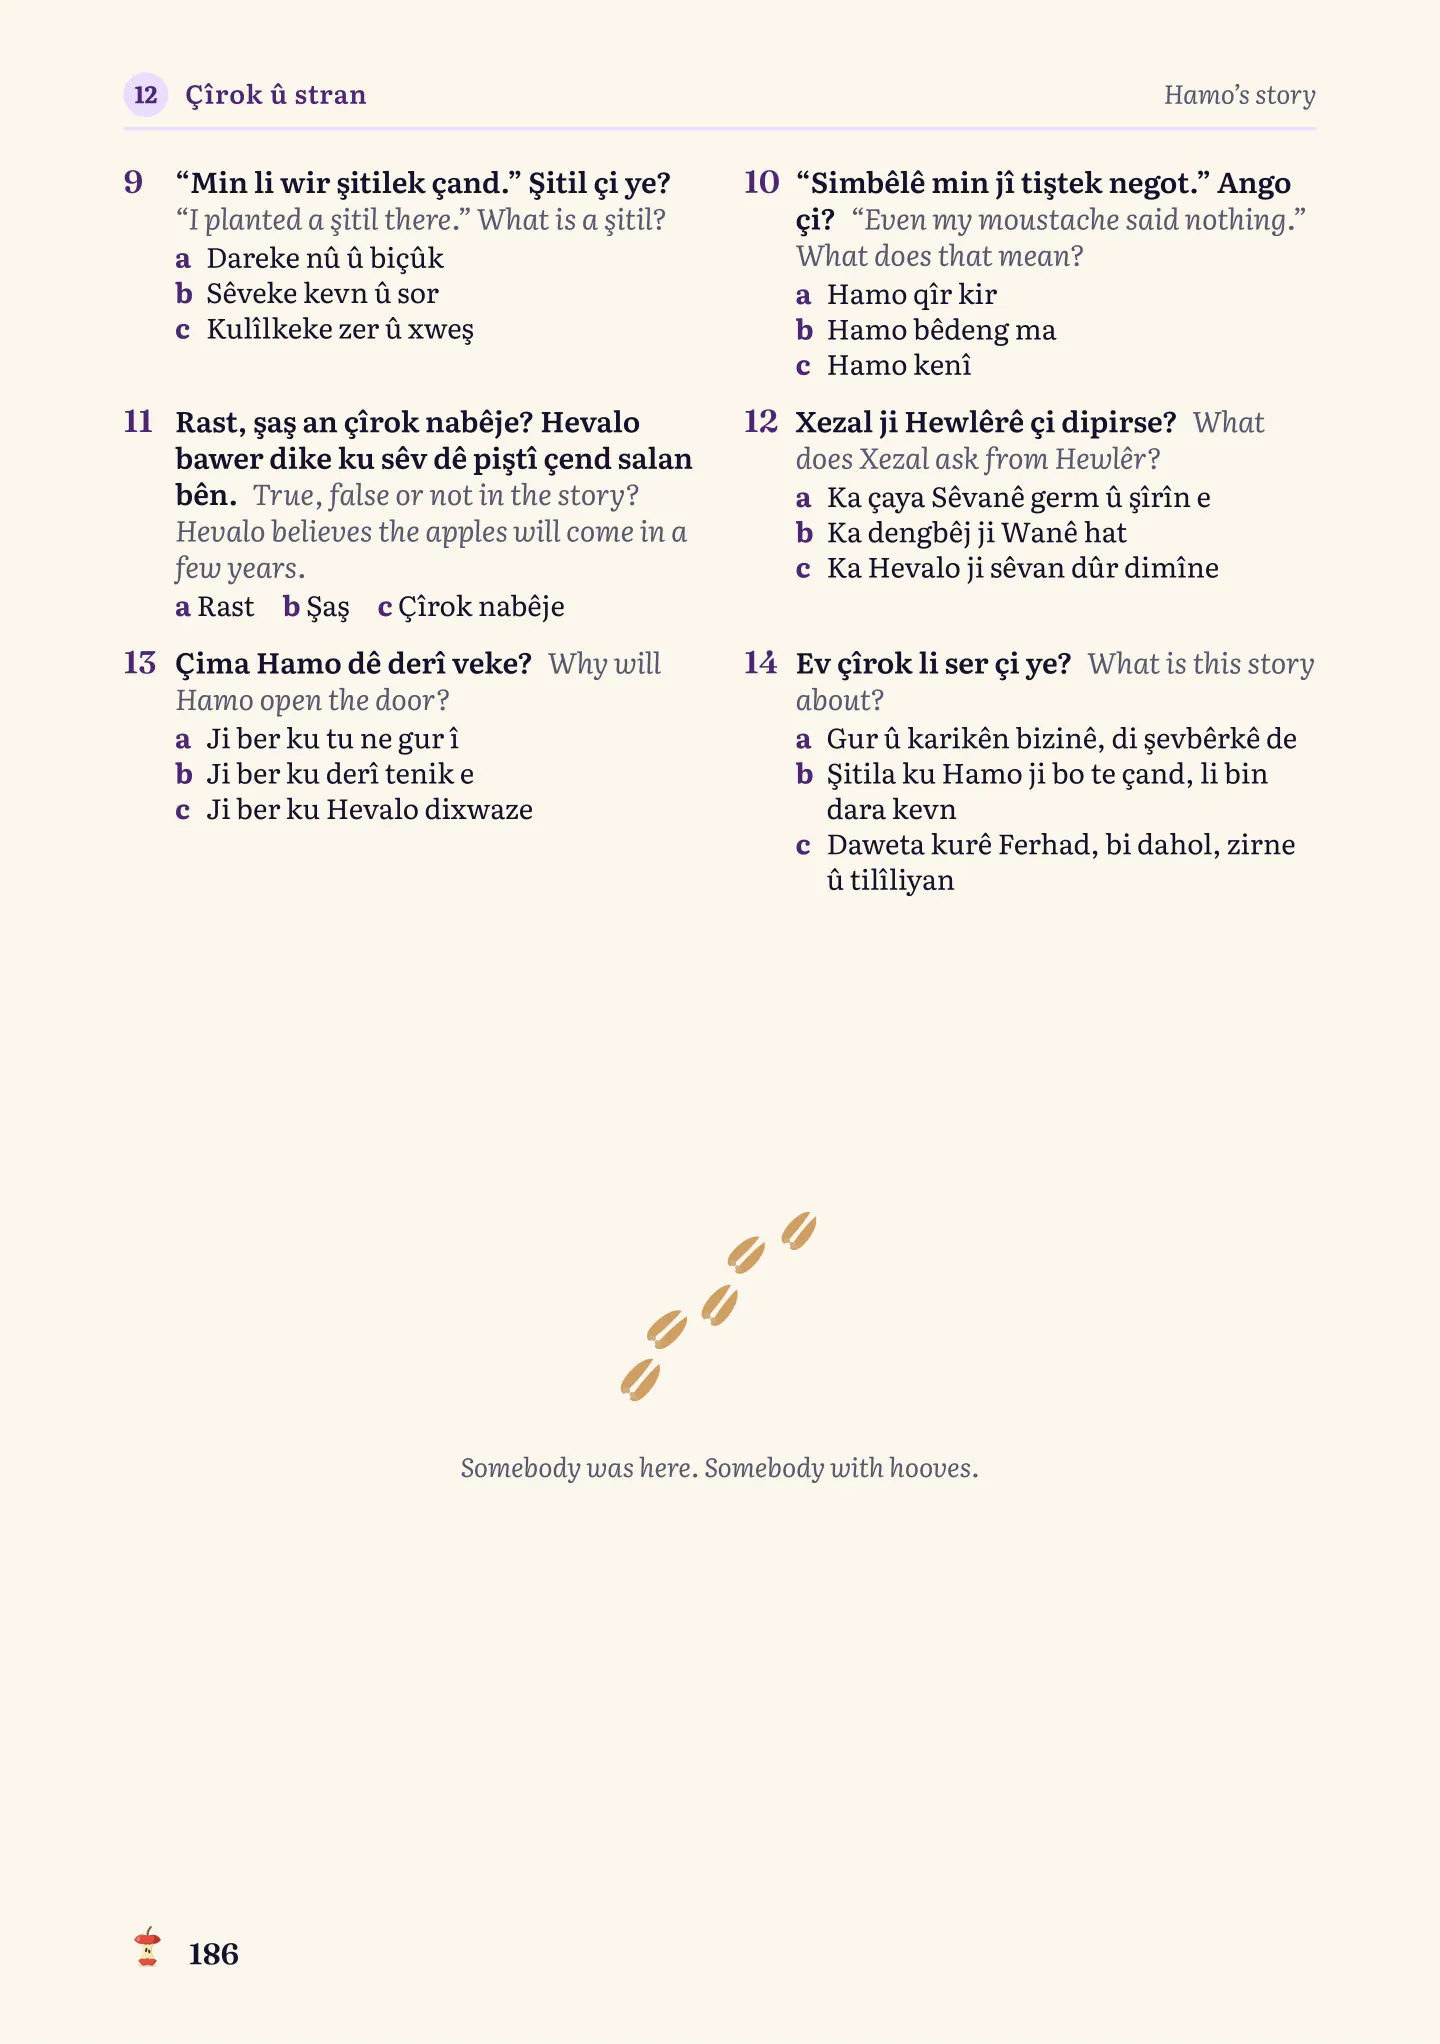 12 Çîrok û stran
Hamo’s story
9 “Min li wir şitilek çand.” Şitil çi ye?
“I planted a şitil there.” What is a şitil?
a Dareke nû û biçûk
b Sêveke kevn û sor
c Kulîlkeke zer û xweş
10 “Simbêlê min jî tiştek negot.” Ango
çi? “Even my moustache said nothing.”
What does that mean?
a Hamo qîr kir
b Hamo bêdeng ma
c Hamo kenî
11 Rast, şaş an çîrok nabêje? Hevalo
bawer dike ku sêv dê piştî çend salan
bên. True, false or not in the story?
Hevalo believes the apples will come in a
few years.
a Rast b Şaş c Çîrok nabêje
12 Xezal ji Hewlêrê çi dipirse? What
does Xezal ask from Hewlêr?
a Ka çaya Sêvanê germ û şîrîn e
b Ka dengbêj ji Wanê hat
c Ka Hevalo ji sêvan dûr dimîne
13 Çima Hamo dê derî veke? Why will
Hamo open the door?
a Ji ber ku tu ne gur î
b Ji ber ku derî tenik e
c Ji ber ku Hevalo dixwaze
14 Ev çîrok li ser çi ye? What is this story
about?
a Gur û karikên bizinê, di şevbêrkê de
b Şitila ku Hamo ji bo te çand, li bin
dara kevn
c Daweta kurê Ferhad, bi dahol, zirne
û tilîliyan
Somebody was here. Somebody with hooves.
186